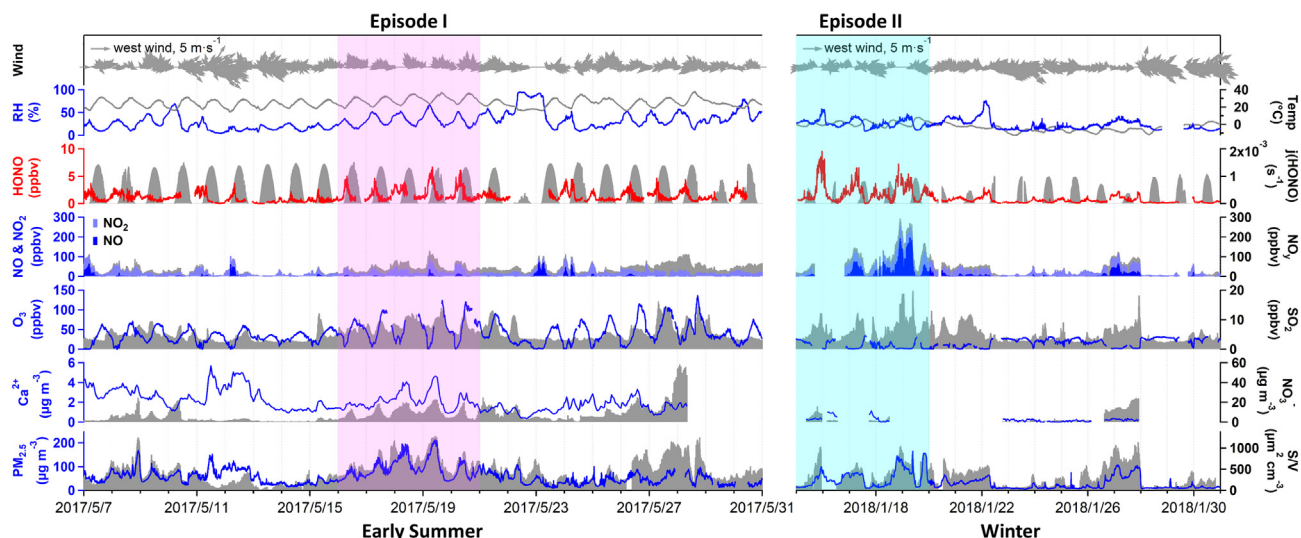 Episode I
Episode II
Wind
west wind, 5 m·s⁻¹
west wind, 5 m·s⁻¹
RH
(%)
100
50
0
40
20
0
Temp
(°C)
HONO
(ppbv)
10
5
0
2x10⁻³
1
0
j(HONO)
(s⁻¹)
NO & NO₂
(ppbv)
300
200
100
0
NO₂
NO
400
300
200
100
0
NOy
(ppbv)
O₃
(ppbv)
150
100
50
0
20
10
0
SO₂
(ppbv)
Ca²⁺
(µg m⁻³)
6
4
2
0
60
40
20
0
NO₃⁻
(µg m⁻³)
PM₂.₅
(µg m⁻³)
200
100
0
1000
500
0
S/V
(µm² cm⁻³)
2017/5/7
2017/5/11
2017/5/15
2017/5/19
2017/5/23
2017/5/27
2017/5/31
2018/1/18
2018/1/22
2018/1/26
2018/1/30
Early Summer
Winter